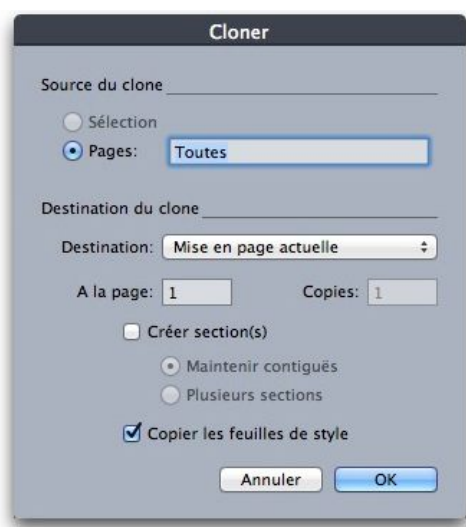 Cloner
Source du clone
Sélection
Pages: Toutes
Destination du clone
Destination: Mise en page actuelle
A la page: 1 Copies: 1
Créer section(s)
Maintenir contiguës
Plusieurs sections
Copier les feuilles de style
Annuler OK